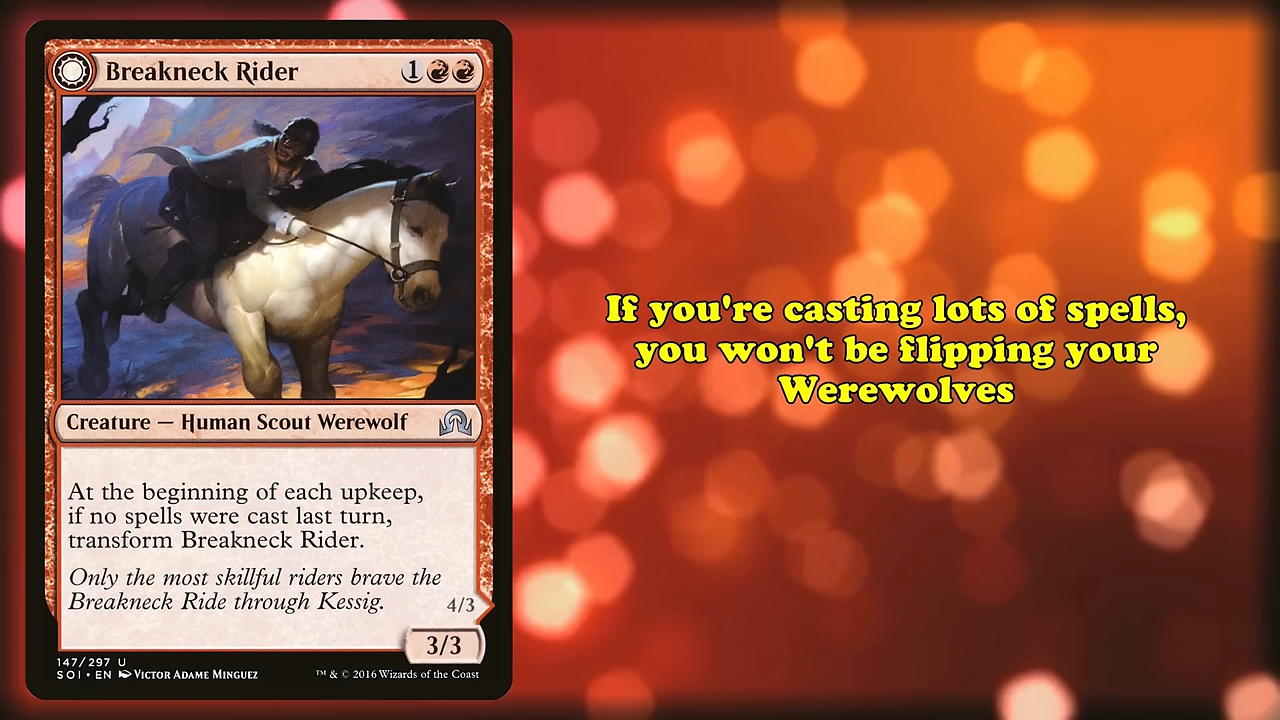 Breakneck Rider 1
Creature — Human Scout Werewolf
At the beginning of each upkeep,
if no spells were cast last turn,
transform Breakneck Rider.
Only the most skillful riders brave the
Breakneck Ride through Kessig.
4/3
3/3
147/297 U
SOI • EN Victor Adame Minguez
™ & © 2016 Wizards of the Coast
If you're casting lots of spells,
you won't be flipping your
Werewolves